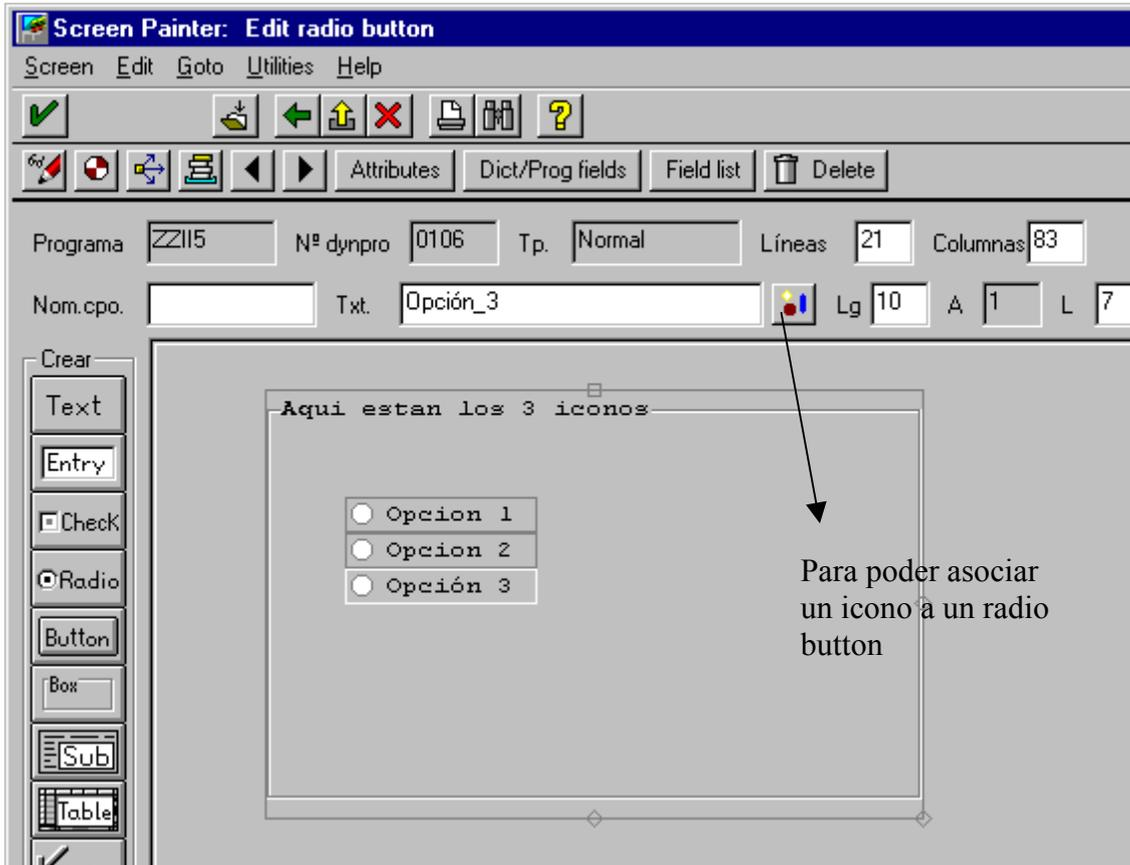 Screen Painter: Edit radio button
Screen Edit Goto Utilities Help
Attributes Dict/Prog fields Field list Delete
Programa ZZII5 Nº dynpro 0106 Tp. Normal Líneas 21 Columnas 83
Nom.cpo. Txt. Opción_3 Lg 10 A 1 L 7
Crear
Text
Entry
Check
Radio
Button
Box
Sub
Table
Aqui estan los 3 iconos
Opcion 1
Opcion 2
Opción 3
Para poder asociar
un icono a un radio
button